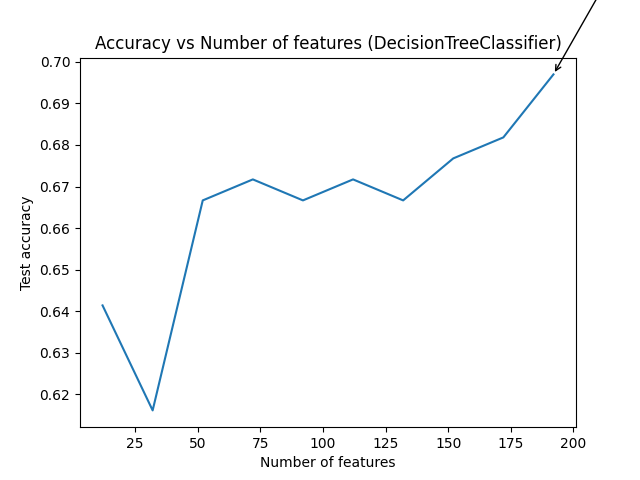 Accuracy vs Number of features (DecisionTreeClassifier)
0.70
0.69
0.68
0.67
0.66
0.65
0.64
0.63
0.62
Test accuracy
25 50 75 100 125 150 175 200
Number of features